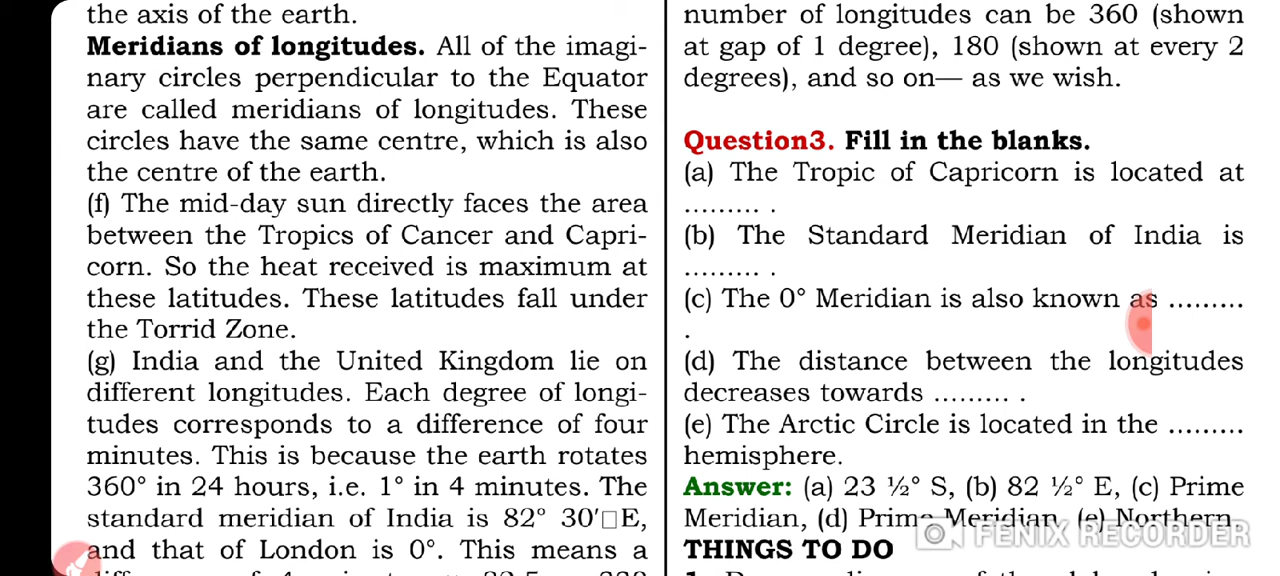 the axis of the earth.
Meridians of longitudes. All of the imagi-
nary circles perpendicular to the Equator
are called meridians of longitudes. These
circles have the same centre, which is also
the centre of the earth.
(f) The mid-day sun directly faces the area
between the Tropics of Cancer and Capri-
corn. So the heat received is maximum at
these latitudes. These latitudes fall under
the Torrid Zone.
(g) India and the United Kingdom lie on
different longitudes. Each degree of longi-
tudes corresponds to a difference of four
minutes. This is because the earth rotates
360° in 24 hours, i.e. 1° in 4 minutes. The
standard meridian of India is 82° 30′□E,
and that of London is 0°. This means a
number of longitudes can be 360 (shown
at gap of 1 degree), 180 (shown at every 2
degrees), and so on— as we wish.
Question3. Fill in the blanks.
(a) The Tropic of Capricorn is located at
......... .
(b) The Standard Meridian of India is
......... .
(c) The 0° Meridian is also known as .........
.
(d) The distance between the longitudes
decreases towards ......... .
(e) The Arctic Circle is located in the .........
hemisphere.
Answer: (a) 23 ½° S, (b) 82 ½° E, (c) Prime
Meridian, (d) Prime Meridian, (e) Northern
THINGS TO DO
FENIX RECORDER